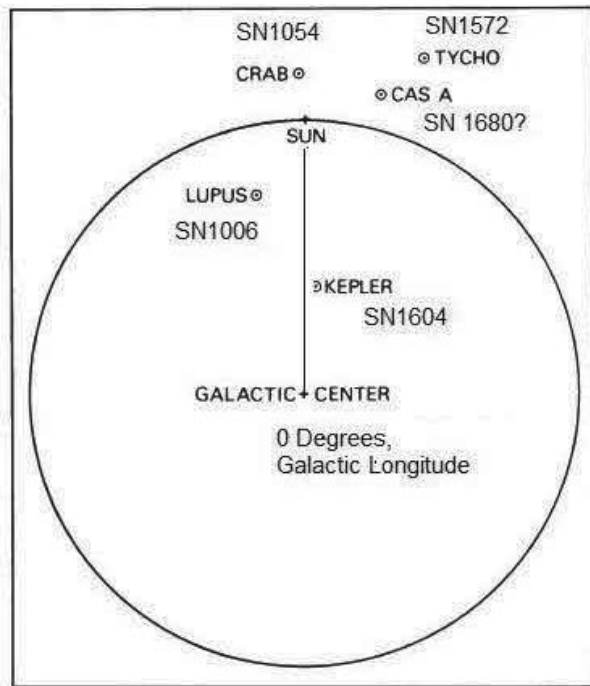 SN1054
SN1572
CRAB
TYCHO
CAS A
SN 1680?
SUN
LUPUS
SN1006
KEPLER
SN1604
GALACTIC CENTER
0 Degrees,
Galactic Longitude